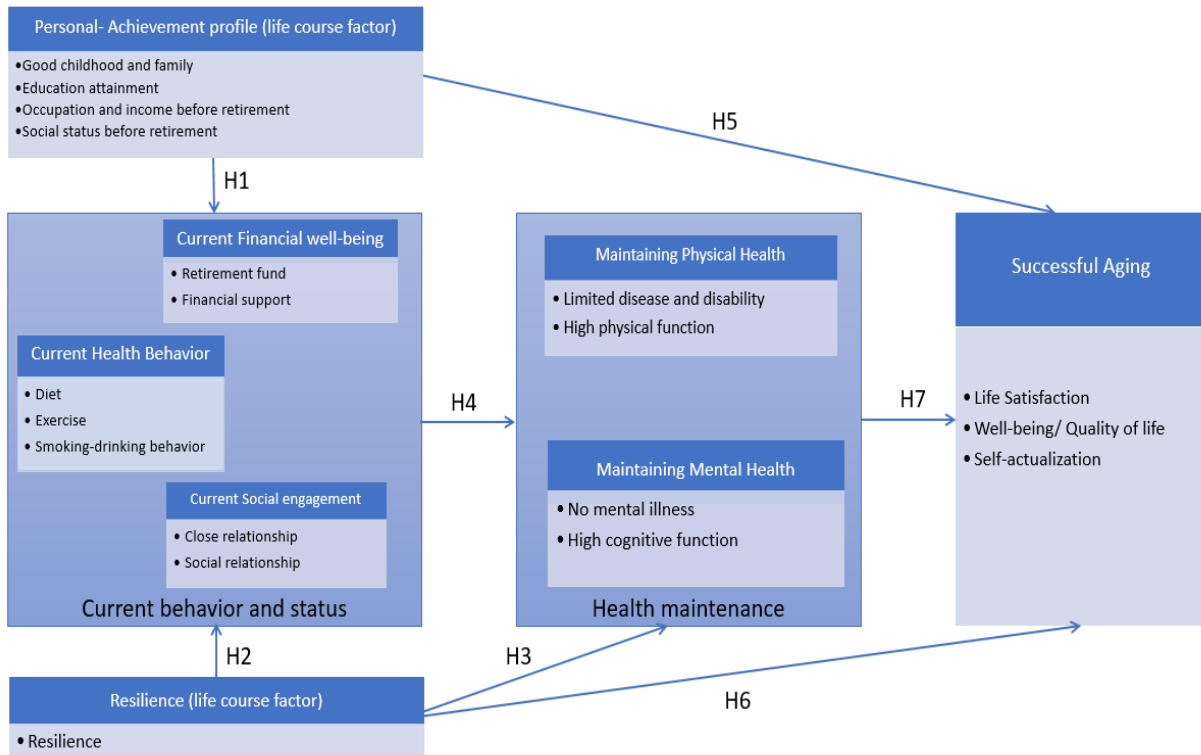 Personal- Achievement profile (life course factor)
•Good childhood and family
•Education attainment
•Occupation and income before retirement
•Social status before retirement
H5
H1
Current Financial well-being
• Retirement fund
• Financial support
Current Health Behavior
• Diet
• Exercise
• Smoking-drinking behavior
Current Social engagement
• Close relationship
• Social relationship
Current behavior and status
H4
Maintaining Physical Health
• Limited disease and disability
• High physical function
Maintaining Mental Health
• No mental illness
• High cognitive function
Health maintenance
H7
Successful Aging
• Life Satisfaction
• Well-being/ Quality of life
• Self-actualization
H2
H3
H6
Resilience (life course factor)
• Resilience